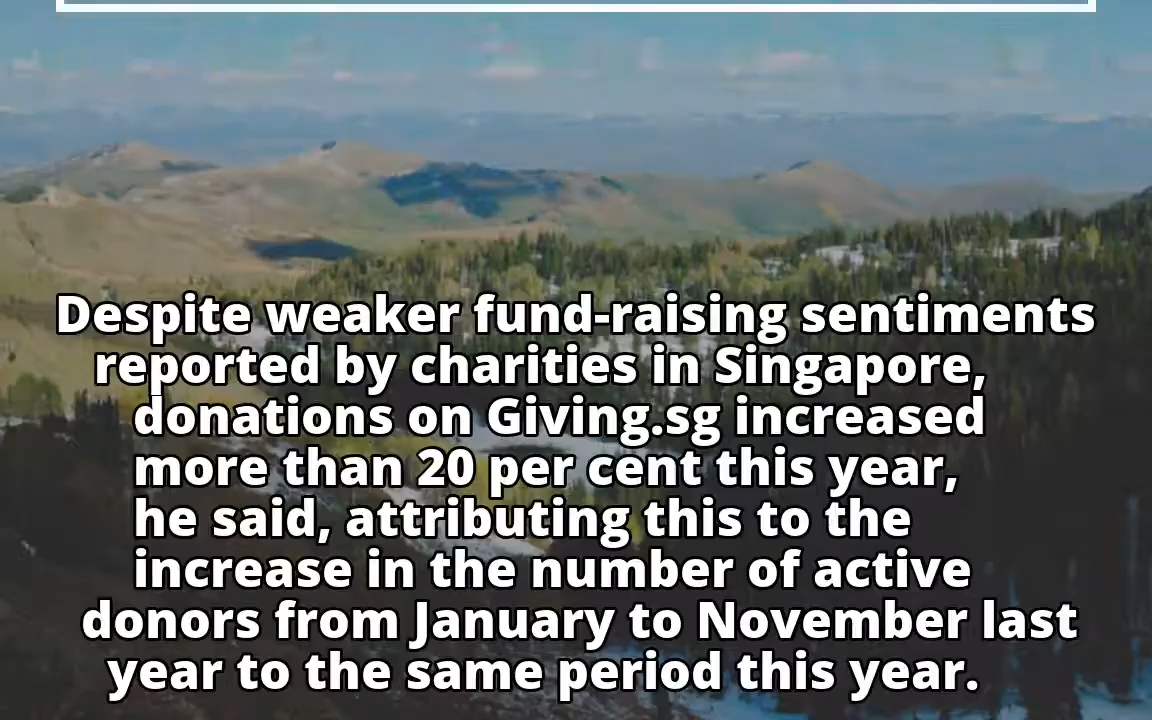 Despite weaker fund-raising sentiments
reported by charities in Singapore,
donations on Giving.sg increased
more than 20 per cent this year,
he said, attributing this to the
increase in the number of active
donors from January to November last
year to the same period this year.